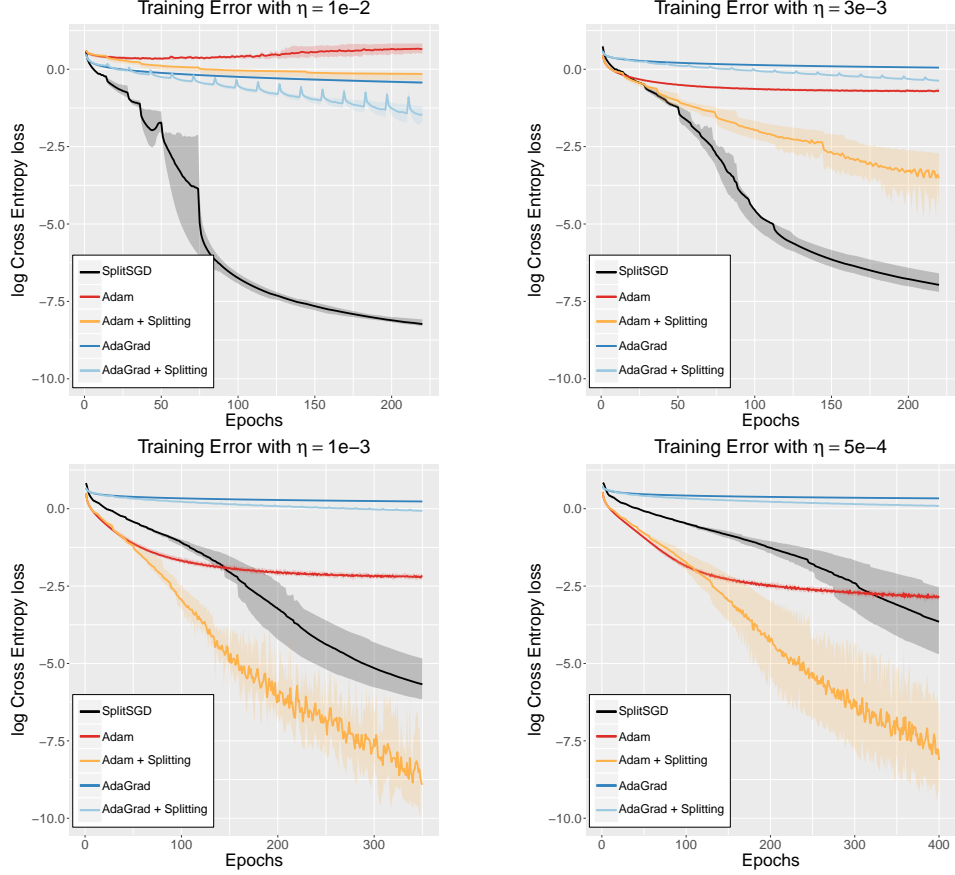 Training Error with η = 1e−2
log Cross Entropy loss
0.0
−2.5
−5.0
−7.5
−10.0
SplitSGD
Adam
Adam + Splitting
AdaGrad
AdaGrad + Splitting
0
50
100
150
200
Epochs
Training Error with η = 3e−3
log Cross Entropy loss
0.0
−2.5
−5.0
−7.5
−10.0
SplitSGD
Adam
Adam + Splitting
AdaGrad
AdaGrad + Splitting
0
50
100
150
200
Epochs
Training Error with η = 1e−3
log Cross Entropy loss
0.0
−2.5
−5.0
−7.5
−10.0
SplitSGD
Adam
Adam + Splitting
AdaGrad
AdaGrad + Splitting
0
100
200
300
Epochs
Training Error with η = 5e−4
log Cross Entropy loss
0.0
−2.5
−5.0
−7.5
−10.0
SplitSGD
Adam
Adam + Splitting
AdaGrad
AdaGrad + Splitting
0
100
200
300
400
Epochs